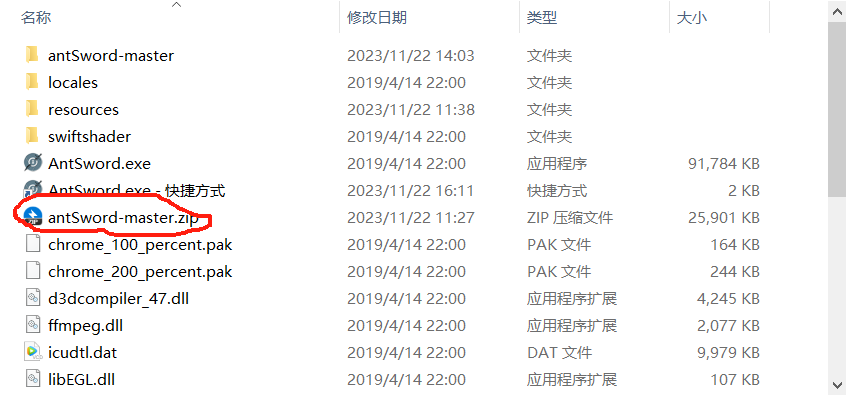 名称 修改日期 类型 大小
antSword-master 2023/11/22 14:03 文件夹
locales 2019/4/14 22:00 文件夹
resources 2023/11/22 11:38 文件夹
swiftshader 2019/4/14 22:00 文件夹
AntSword.exe 2019/4/14 22:00 应用程序 91,784 KB
AntSword.exe - 快捷方式 2023/11/22 16:11 快捷方式 2 KB
antSword-master.zip 2023/11/22 11:27 ZIP 压缩文件 25,901 KB
chrome_100_percent.pak 2019/4/14 22:00 PAK 文件 164 KB
chrome_200_percent.pak 2019/4/14 22:00 PAK 文件 244 KB
d3dcompiler_47.dll 2019/4/14 22:00 应用程序扩展 4,245 KB
ffmpeg.dll 2019/4/14 22:00 应用程序扩展 2,077 KB
icudtl.dat 2019/4/14 22:00 DAT 文件 9,979 KB
libEGL.dll 2019/4/14 22:00 应用程序扩展 107 KB